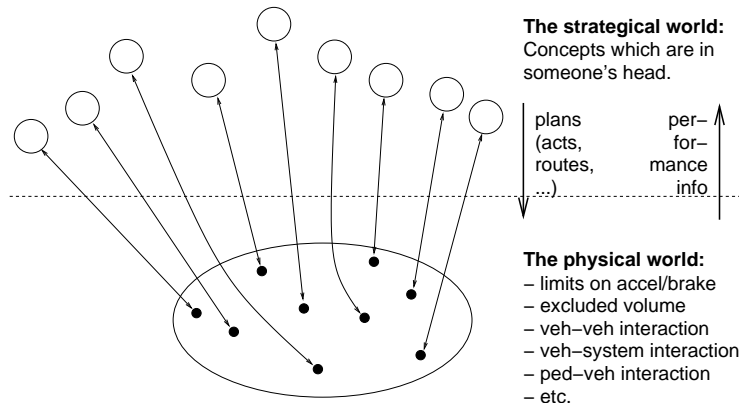 The strategical world:
Concepts which are in
someone's head.
plans
(acts,
routes,
...)
per−
for−
mance
info
The physical world:
− limits on accel/brake
− excluded volume
− veh−veh interaction
− veh−system interaction
− ped−veh interaction
− etc.